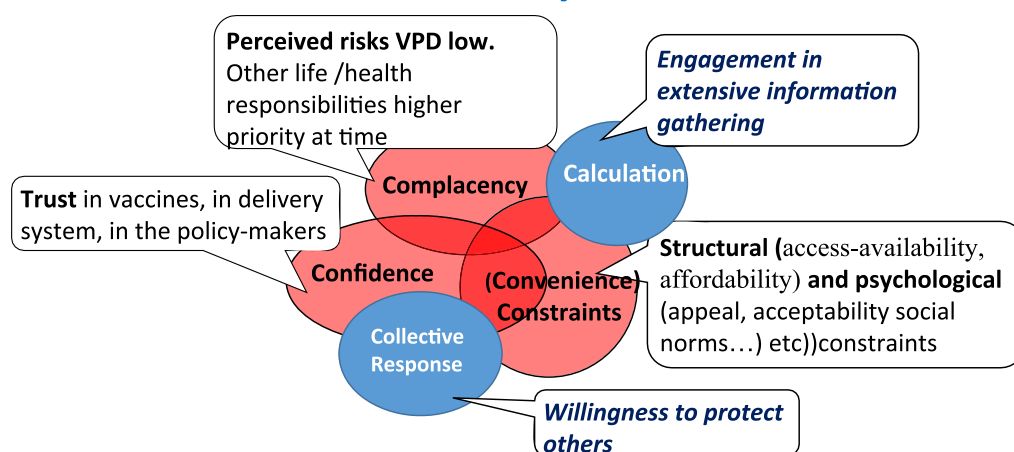 Perceived risks VPD low.
Other life /health
responsibilities higher
priority at time
Engagement in
extensive information
gathering
Complacency
Calculation
Trust in vaccines, in delivery
system, in the policy-makers
Confidence
(Convenience)
Constraints
Structural (access-availability,
affordability) and psychological
(appeal, acceptability social
norms…) etc))constraints
Collective
Response
Willingness to protect
others